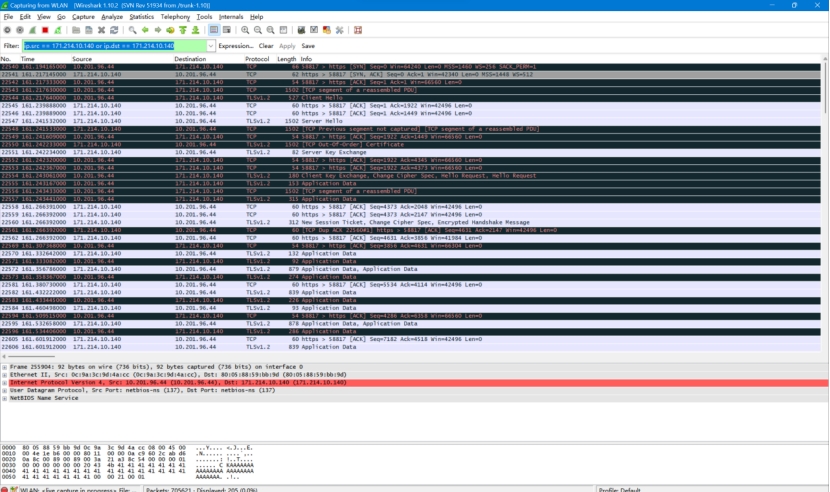 Capturing from WLAN [Wireshark 1.10.2 (SVN Rev 51934 from /trunk-1.10)]
File Edit View Go Capture Analyze Statistics Telephony Tools Internals Help
Filter: ip.src == 171.214.10.140 or ip.dst == 171.214.10.140 Expression... Clear Apply Save
No. Time Source Destination Protocol Length Info
22540 161.194165000 10.201.96.44 171.214.10.140 TCP 66 58817 > https [SYN] Seq=0 Win=64240 Len=0 MSS=1460 WS=256 SACK_PERM=1
22541 161.217145000 171.214.10.140 10.201.96.44 TCP 62 https > 58817 [SYN, ACK] Seq=0 Ack=1 Win=42340 Len=0 MSS=1448 WS=512
22542 161.217333000 10.201.96.44 171.214.10.140 TCP 54 58817 > https [ACK] Seq=1 Ack=1 Win=66560 Len=0
22543 161.217630000 10.201.96.44 171.214.10.140 TCP 1502 [TCP segment of a reassembled PDU]
22544 161.217640000 10.201.96.44 171.214.10.140 TLSv1.2 527 Client Hello
22545 161.239888000 171.214.10.140 10.201.96.44 TCP 60 https > 58817 [ACK] Seq=1 Ack=1922 Win=42496 Len=0
22546 161.239889000 171.214.10.140 10.201.96.44 TCP 60 https > 58817 [ACK] Seq=1 Ack=1449 Win=42496 Len=0
22547 161.241532000 171.214.10.140 10.201.96.44 TLSv1.2 1502 Server Hello
22548 161.241533000 171.214.10.140 10.201.96.44 TCP 1502 [TCP Previous segment not captured] [TCP segment of a reassembled PDU]
22549 161.241609000 10.201.96.44 171.214.10.140 TCP 54 58817 > https [ACK] Seq=1922 Ack=1449 Win=66560 Len=0
22550 161.242233000 171.214.10.140 10.201.96.44 TLSv1.2 1502 [TCP Out-Of-Order] Certificate
22551 161.242234000 171.214.10.140 10.201.96.44 TLSv1.2 82 Server Key Exchange
22552 161.242320000 10.201.96.44 171.214.10.140 TCP 54 58817 > https [ACK] Seq=1922 Ack=4345 Win=66560 Len=0
22553 161.242367000 10.201.96.44 171.214.10.140 TCP 54 58817 > https [ACK] Seq=1922 Ack=4373 Win=66560 Len=0
22554 161.243061000 10.201.96.44 171.214.10.140 TLSv1.2 180 Client Key Exchange, Change Cipher Spec, Hello Request, Hello Request
22555 161.243167000 10.201.96.44 171.214.10.140 TLSv1.2 153 Application Data
22556 161.243433000 10.201.96.44 171.214.10.140 TCP 1502 [TCP segment of a reassembled PDU]
22557 161.243441000 10.201.96.44 171.214.10.140 TLSv1.2 315 Application Data
22558 161.266391000 171.214.10.140 10.201.96.44 TCP 60 https > 58817 [ACK] Seq=4373 Ack=2048 Win=42496 Len=0
22559 161.266392000 171.214.10.140 10.201.96.44 TCP 60 https > 58817 [ACK] Seq=4373 Ack=2147 Win=42496 Len=0
22560 161.266392000 171.214.10.140 10.201.96.44 TLSv1.2 312 New Session Ticket, Change Cipher Spec, Encrypted Handshake Message
22561 161.266392000 171.214.10.140 10.201.96.44 TCP 60 [TCP Dup ACK 22560#1] https > 58817 [ACK] Seq=4631 Ack=2147 Win=42496 Len=0
22562 161.266392000 171.214.10.140 10.201.96.44 TCP 60 https > 58817 [ACK] Seq=4631 Ack=3856 Win=41984 Len=0
22569 161.307368000 10.201.96.44 171.214.10.140 TCP 54 58817 > https [ACK] Seq=3856 Ack=4631 Win=66304 Len=0
22570 161.332642000 171.214.10.140 10.201.96.44 TLSv1.2 132 Application Data
22571 161.333082000 10.201.96.44 171.214.10.140 TLSv1.2 92 Application Data
22572 161.356786000 171.214.10.140 10.201.96.44 TLSv1.2 879 Application Data, Application Data
22573 161.358567000 10.201.96.44 171.214.10.140 TLSv1.2 274 Application Data
22581 161.380730000 171.214.10.140 10.201.96.44 TCP 60 https > 58817 [ACK] Seq=5534 Ack=4114 Win=42496 Len=0
22582 161.432222000 171.214.10.140 10.201.96.44 TLSv1.2 839 Application Data
22583 161.433445000 10.201.96.44 171.214.10.140 TLSv1.2 226 Application Data
22584 161.460498000 171.214.10.140 10.201.96.44 TLSv1.2 93 Application Data
22594 161.509915000 10.201.96.44 171.214.10.140 TCP 54 58817 > https [ACK] Seq=4286 Ack=6358 Win=66560 Len=0
22595 161.532658000 171.214.10.140 10.201.96.44 TLSv1.2 878 Application Data, Application Data
22596 161.534406000 10.201.96.44 171.214.10.140 TLSv1.2 286 Application Data
22605 161.601912000 171.214.10.140 10.201.96.44 TCP 60 https > 58817 [ACK] Seq=7182 Ack=4518 Win=42496 Len=0
22606 161.601912000 171.214.10.140 10.201.96.44 TLSv1.2 839 Application Data
Frame 255904: 92 bytes on wire (736 bits), 92 bytes captured (736 bits) on interface 0
Ethernet II, Src: 0c:9a:3c:9d:4a:cc (0c:9a:3c:9d:4a:cc), Dst: 80:05:88:59:bb:9d (80:05:88:59:bb:9d)
Internet Protocol Version 4, Src: 10.201.96.44 (10.201.96.44), Dst: 171.214.10.140 (171.214.10.140)
User Datagram Protocol, Src Port: netbios-ns (137), Dst Port: netbios-ns (137)
NetBIOS Name Service
0000 80 05 88 59 bb 9d 0c 9a 3c 9d 4a cc 08 00 45 00 ...Y.... <.J...E.
0010 00 4e 1e b6 00 00 80 11 00 00 0a c9 60 2c ab d6 .N...... ....`,..
0020 0a 8c 00 89 00 89 00 3a 21 a3 8c 54 00 00 00 01 .......: !..T....
0030 00 00 00 00 00 00 20 43 4b 41 41 41 41 41 41 41 ...... C KAAAAAAA
0040 41 41 41 41 41 41 41 41 41 41 41 41 41 41 41 41 AAAAAAAA AAAAAAAA
0050 41 41 41 41 41 41 41 00 00 21 00 01 AAAAAAA. .!..
WLAN: <live capture in progress> File: ... Packets: 705621 - Displayed: 205 (0.0%) Profile: Default